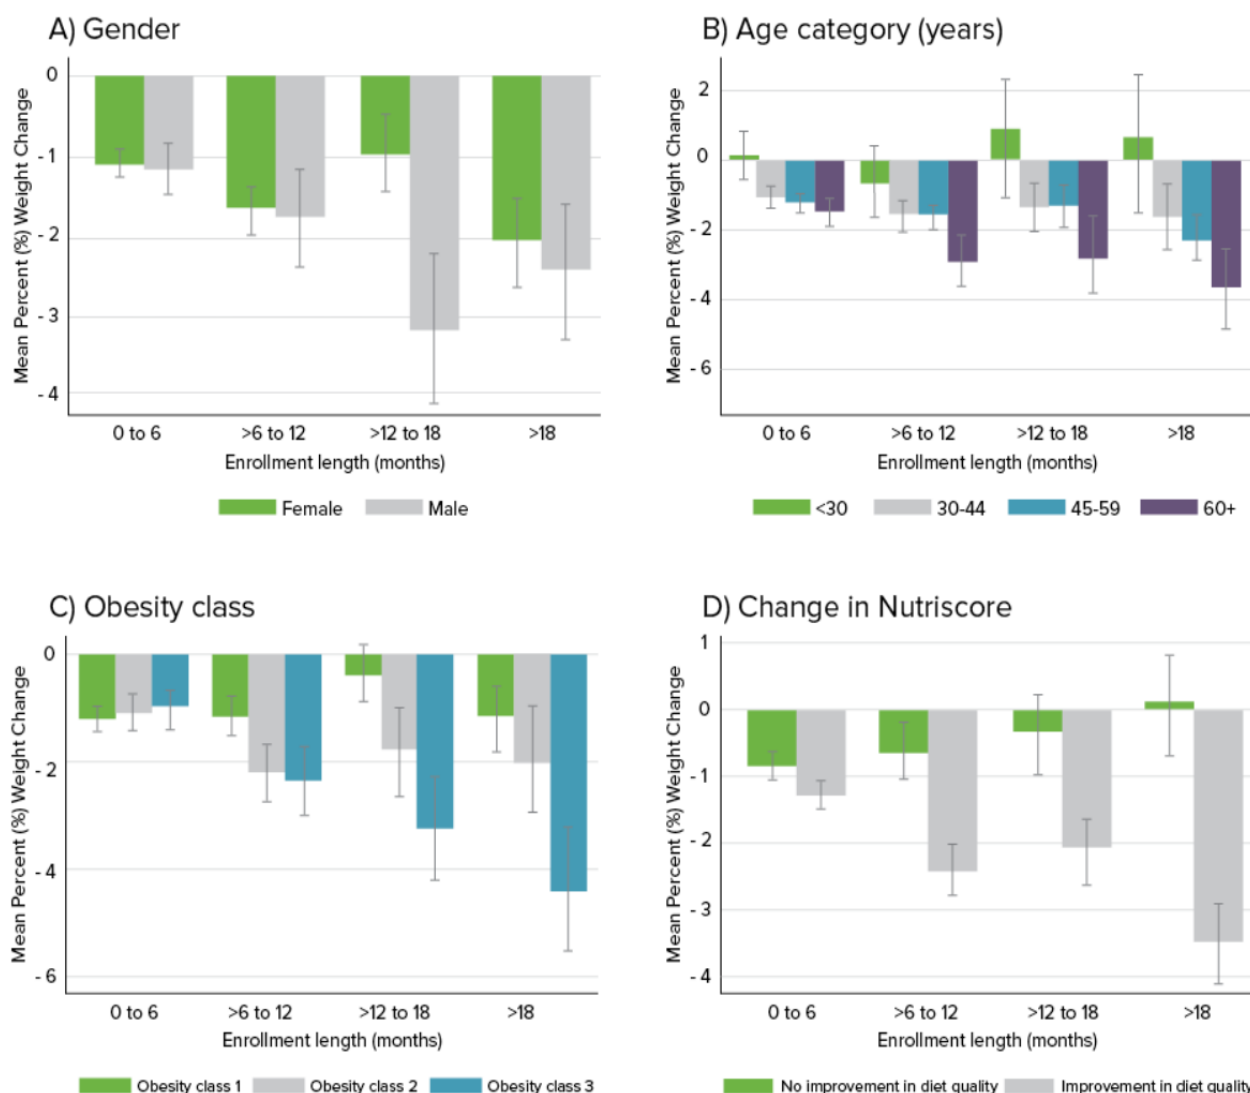 A) Gender
Mean Percent (%) Weight Change
0
- 1
- 2
- 3
- 4
0 to 6 >6 to 12 >12 to 18 >18
Enrollment length (months)
Female Male
B) Age category (years)
Mean Percent (%) Weight Change
2
0
- 2
- 4
- 6
0 to 6 >6 to 12 >12 to 18 >18
Enrollment length (months)
<30 30-44 45-59 60+
C) Obesity class
Mean Percent (%) Weight Change
0
- 2
- 4
- 6
0 to 6 >6 to 12 >12 to 18 >18
Enrollment length (months)
Obesity class 1 Obesity class 2 Obesity class 3
D) Change in Nutriscore
Mean Percent (%) Weight Change
1
0
- 1
- 2
- 3
- 4
0 to 6 >6 to 12 >12 to 18 >18
Enrollment length (months)
No improvement in diet quality Improvement in diet quality